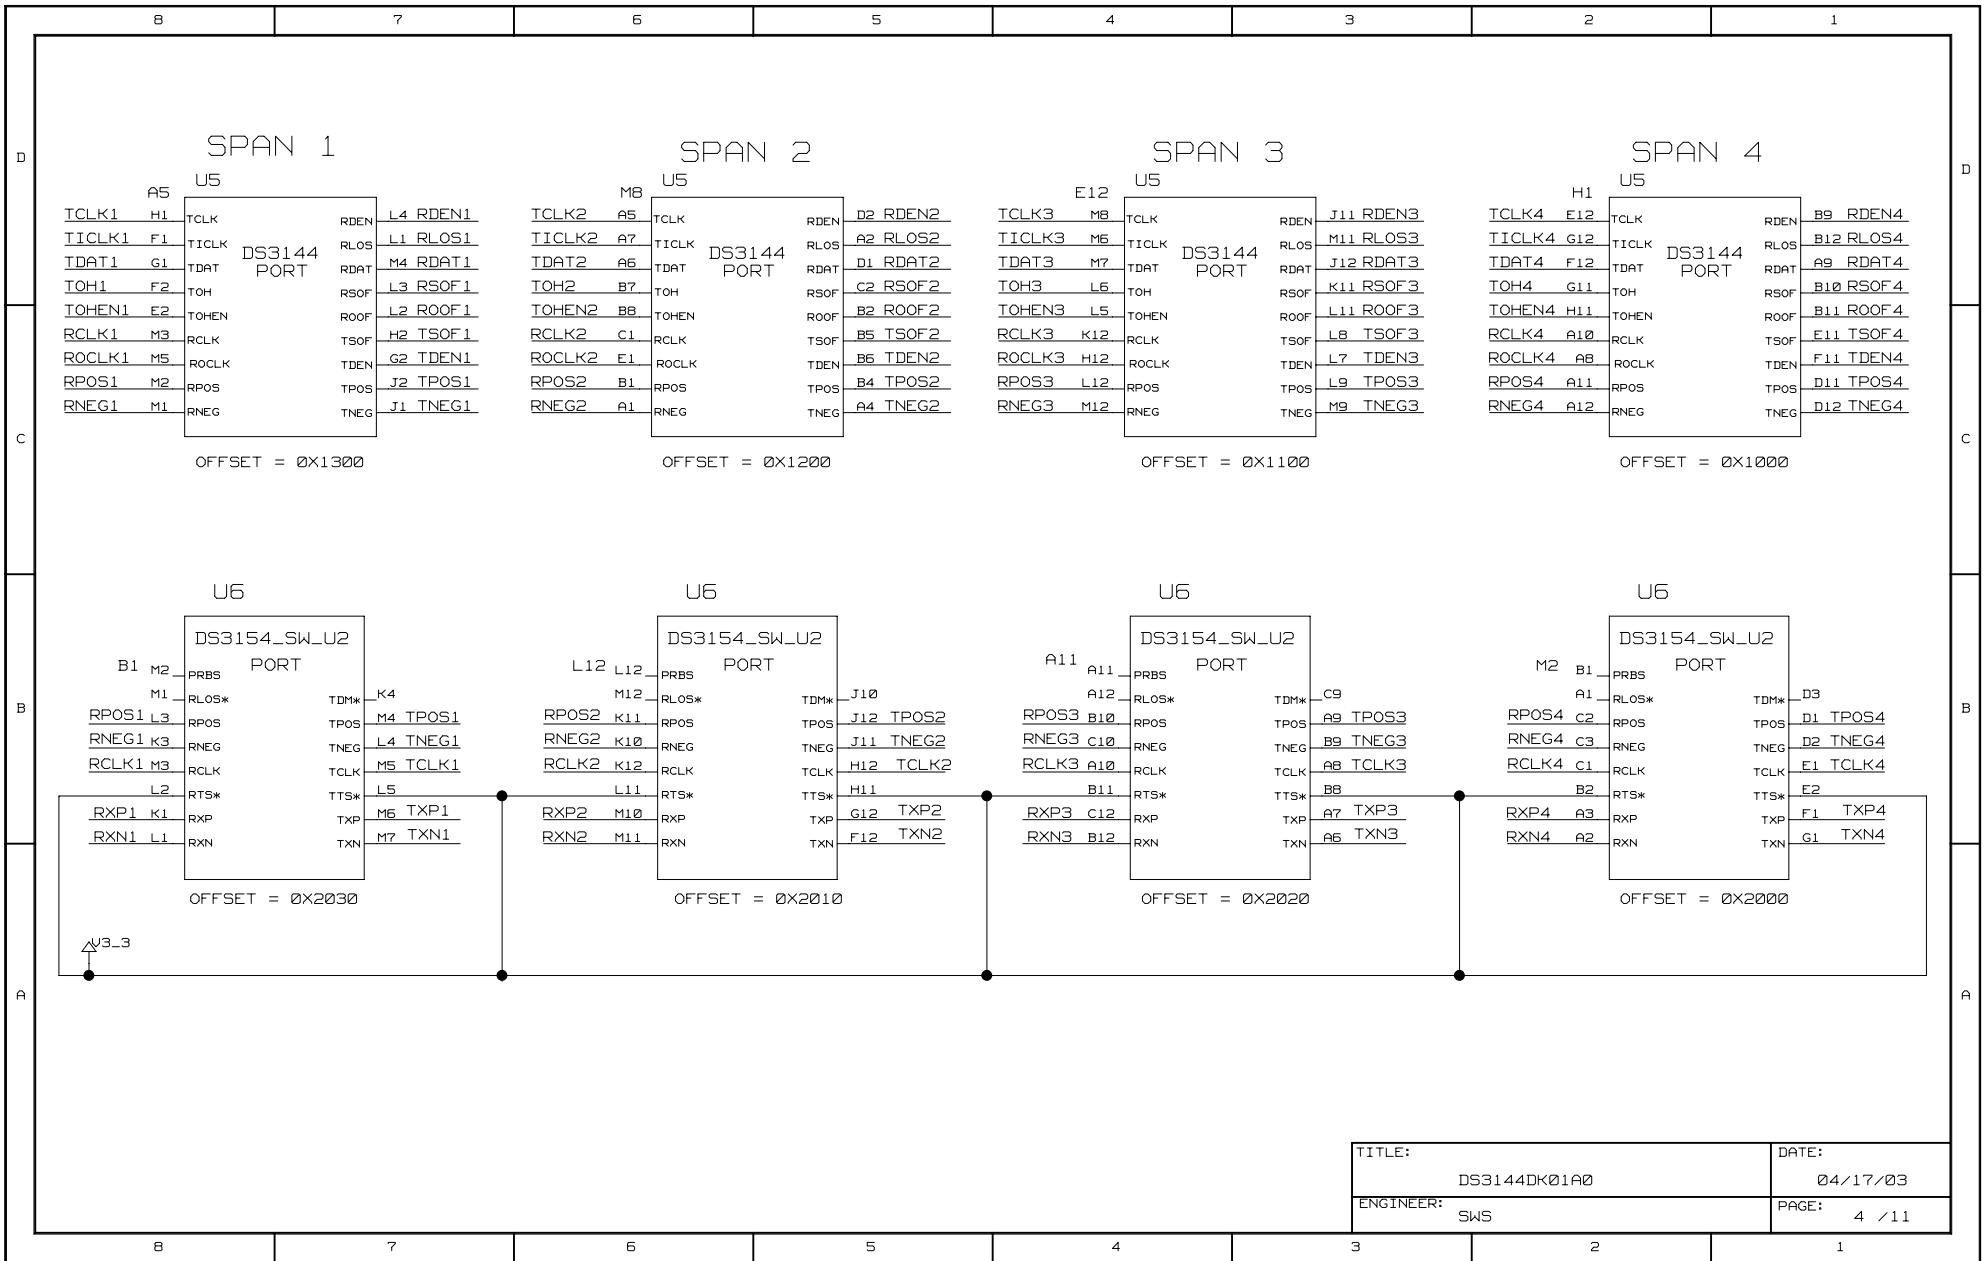 8 7 6 5 4 3 2 1
SPAN 1 SPAN 2 SPAN 3 SPAN 4
D D
U5 U5 U5 U5
A5 M8 E12 H1
TCLK1 H1 TCLK RDEN L4 RDEN1 TCLK2 A5 TCLK RDEN D2 RDEN2 TCLK3 M8 TCLK RDEN J11 RDEN3 TCLK4 E12 TCLK RDEN B9 RDEN4
TICLK1 F1 TICLK RLOS L1 RLOS1 TICLK2 A7 TICLK RLOS A2 RLOS2 TICLK3 M6 TICLK RLOS M11 RLOS3 TICLK4 G12 TICLK RLOS B12 RLOS4
DS3144 DS3144 DS3144 DS3144
TDAT1 G1 TDAT PORT RDAT M4 RDAT1 TDAT2 A6 TDAT PORT RDAT D1 RDAT2 TDAT3 M7 TDAT PORT RDAT J12 RDAT3 TDAT4 F12 TDAT PORT RDAT A9 RDAT4
TOH1 F2 TOH RSOF L3 RSOF1 TOH2 B7 TOH RSOF C2 RSOF2 TOH3 L6 TOH RSOF K11 RSOF3 TOH4 G11 TOH RSOF B10 RSOF4
TOHEN1 E2 TOHEN ROOF L2 ROOF1 TOHEN2 B8 TOHEN ROOF B2 ROOF2 TOHEN3 L5 TOHEN ROOF L11 ROOF3 TOHEN4 H11 TOHEN ROOF B11 ROOF4
RCLK1 M3 RCLK TSOF H2 TSOF1 RCLK2 C1 RCLK TSOF B5 TSOF2 RCLK3 K12 RCLK TSOF L8 TSOF3 RCLK4 A10 RCLK TSOF E11 TSOF4
ROCLK1 M5 ROCLK TDEN G2 TDEN1 ROCLK2 E1 ROCLK TDEN B6 TDEN2 ROCLK3 H12 ROCLK TDEN L7 TDEN3 ROCLK4 A8 ROCLK TDEN F11 TDEN4
RPOS1 M2 RPOS TPOS J2 TPOS1 RPOS2 B1 RPOS TPOS B4 TPOS2 RPOS3 L12 RPOS TPOS L9 TPOS3 RPOS4 A11 RPOS TPOS D11 TPOS4
RNEG1 M1 RNEG TNEG J1 TNEG1 RNEG2 A1 RNEG TNEG A4 TNEG2 RNEG3 M12 RNEG TNEG M9 TNEG3 RNEG4 A12 RNEG TNEG D12 TNEG4
C C
OFFSET = 0X1300 OFFSET = 0X1200 OFFSET = 0X1100 OFFSET = 0X1000
U6 U6 U6 U6
DS3154_SW_U2 DS3154_SW_U2 DS3154_SW_U2 DS3154_SW_U2
PORT PORT PORT PORT
B1 M2 PRBS L12 L12 PRBS A11 A11 PRBS M2 B1 PRBS
M1 RLOS* TDM* K4 M12 RLOS* TDM* J10 A12 RLOS* TDM* C9 A1 RLOS* TDM* D3
B B
RPOS1 L3 RPOS TPOS M4 TPOS1 RPOS2 K11 RPOS TPOS J12 TPOS2 RPOS3 B10 RPOS TPOS A9 TPOS3 RPOS4 C2 RPOS TPOS D1 TPOS4
RNEG1 K3 RNEG TNEG L4 TNEG1 RNEG2 K10 RNEG TNEG J11 TNEG2 RNEG3 C10 RNEG TNEG B9 TNEG3 RNEG4 C3 RNEG TNEG D2 TNEG4
RCLK1 M3 RCLK TCLK M5 TCLK1 RCLK2 K12 RCLK TCLK H12 TCLK2 RCLK3 A10 RCLK TCLK A8 TCLK3 RCLK4 C1 RCLK TCLK E1 TCLK4
L2 RTS* TTS* L5 L11 RTS* TTS* H11 B11 RTS* TTS* B8 B2 RTS* TTS* E2
RXP1 K1 RXP TXP M6 TXP1 RXP2 M10 RXP TXP G12 TXP2 RXP3 C12 RXP TXP A7 TXP3 RXP4 A3 RXP TXP F1 TXP4
RXN1 L1 RXN TXN M7 TXN1 RXN2 M11 RXN TXN F12 TXN2 RXN3 B12 RXN TXN A6 TXN3 RXN4 A2 RXN TXN G1 TXN4
OFFSET = 0X2030 OFFSET = 0X2010 OFFSET = 0X2020 OFFSET = 0X2000
V3_3
A A
TITLE: DATE:
DS3144DK01A0 04/17/03
ENGINEER: SWS PAGE: 4 /11
8 7 6 5 4 3 2 1